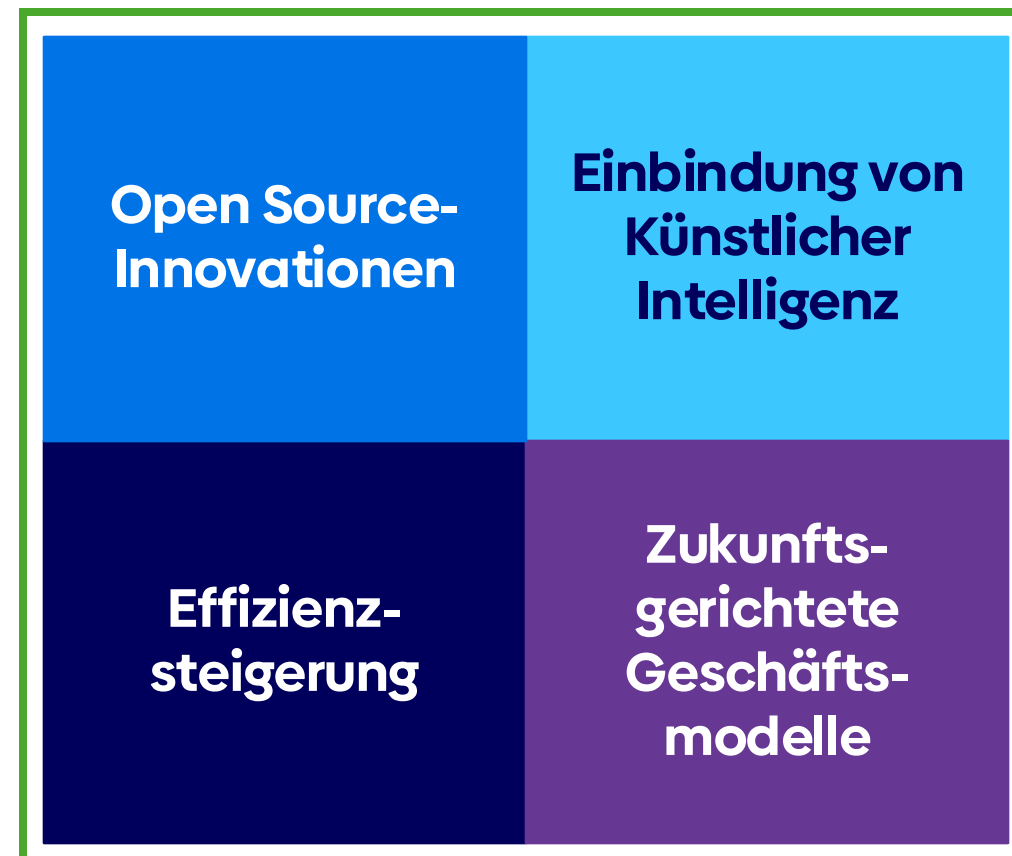 Open Source-
Innovationen
Einbindung von
Künstlicher
Intelligenz
Effizienz-
steigerung
Zukunfts-
gerichtete
Geschäfts-
modelle